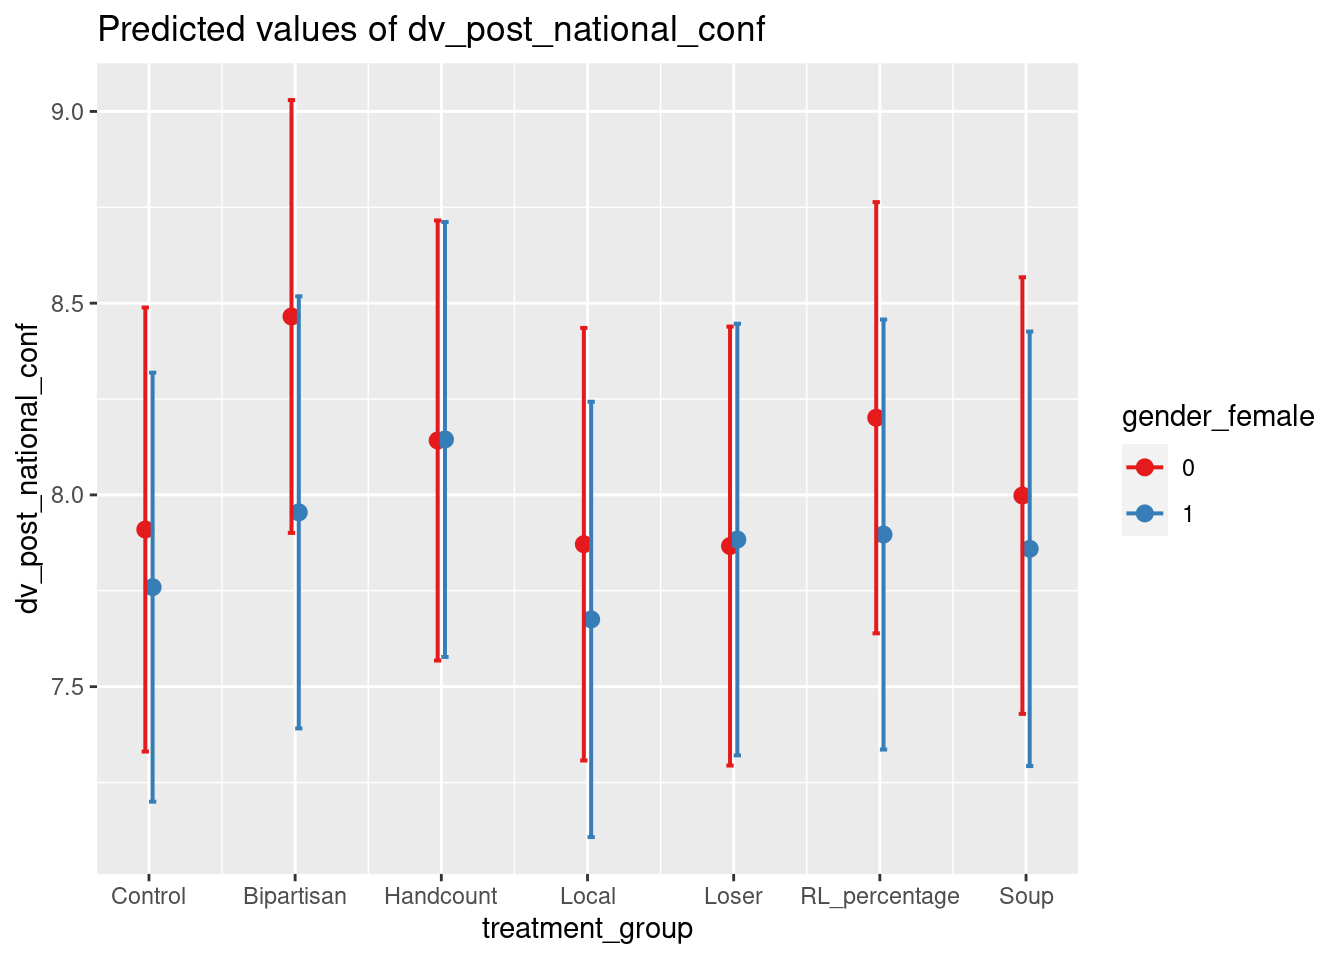 Predicted values of dv_post_national_conf
dv_post_national_conf
9.0
8.5
8.0
7.5
Control Bipartisan Handcount Local Loser RL_percentage Soup
treatment_group
gender_female
0
1